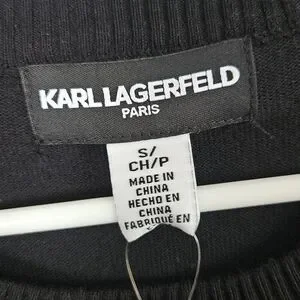 KARL LAGERFELD
PARIS
S/
CH/P
MADE IN
CHINA
HECHO EN
CHINA
FABRIQUÉ EN